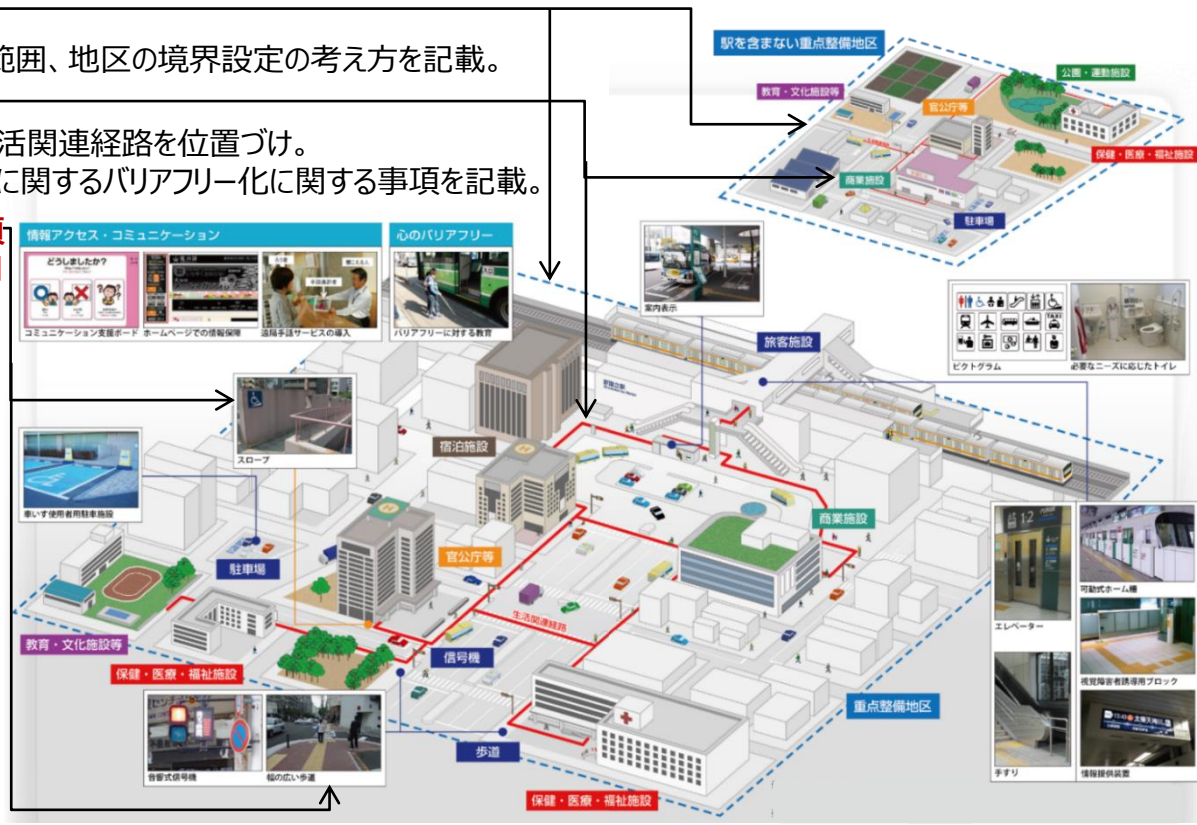 範囲、地区の境界設定の考え方を記載。
活関連経路を位置づけ。
に関するバリアフリー化に関する事項を記載。
駅を含まない重点整備地区
公園・運動施設
教育・文化施設等
官公庁等
保健・医療・福祉施設
商業施設
駐車場
情報アクセス・コミュニケーション
心のバリアフリー
どうしましたか?
コミュニケーション支援ボード
ホームページでの情報保障
遠隔手話サービスの導入
バリアフリーに対する教育
案内表示
旅客施設
TAXI
ピクトグラム
必要なニーズに応じたトイレ
スロープ
宿泊施設
車いす使用者用駐車施設
駐車場
官公庁等
商業施設
1·2
エレベーター
可動式ホーム柵
生活関連経路
教育・文化施設等
信号機
保健・医療・福祉施設
視覚障害者誘導用ブロック
重点整備地区
歩道
音響式信号機
幅の広い歩道
手すり
情報提供装置
保健・医療・福祉施設